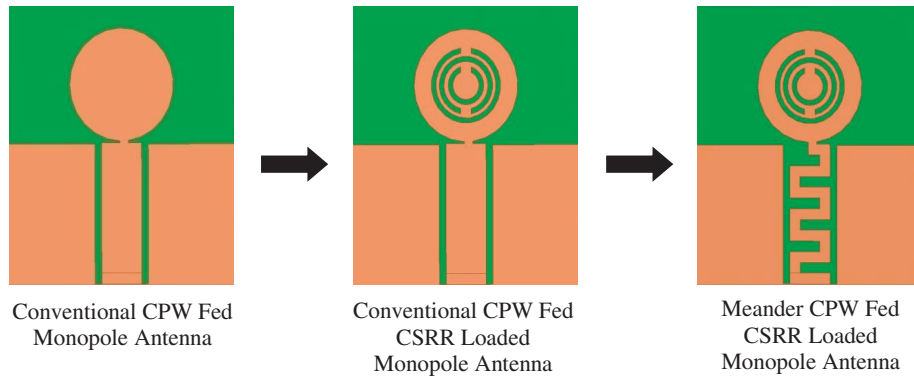 Conventional CPW Fed
Monopole Antenna
Conventional CPW Fed
CSRR Loaded
Monopole Antenna
Meander CPW Fed
CSRR Loaded
Monopole Antenna